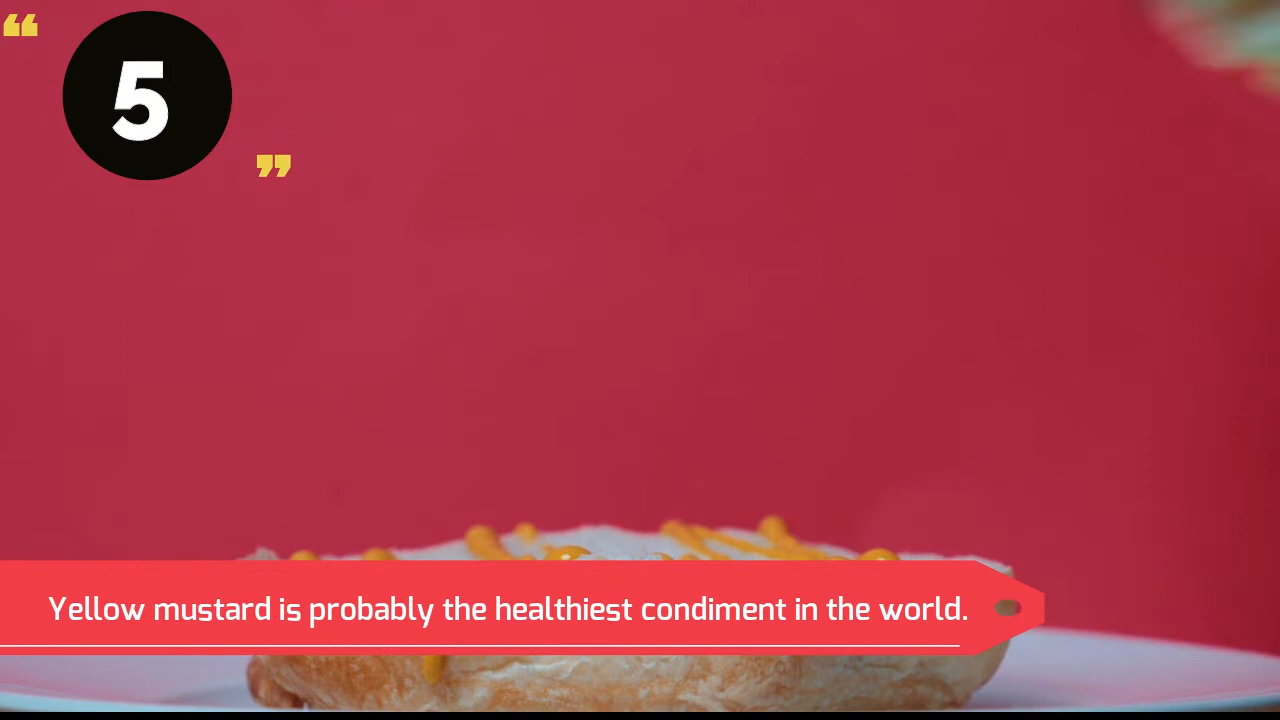 “
5
”
Yellow mustard is probably the healthiest condiment in the world.